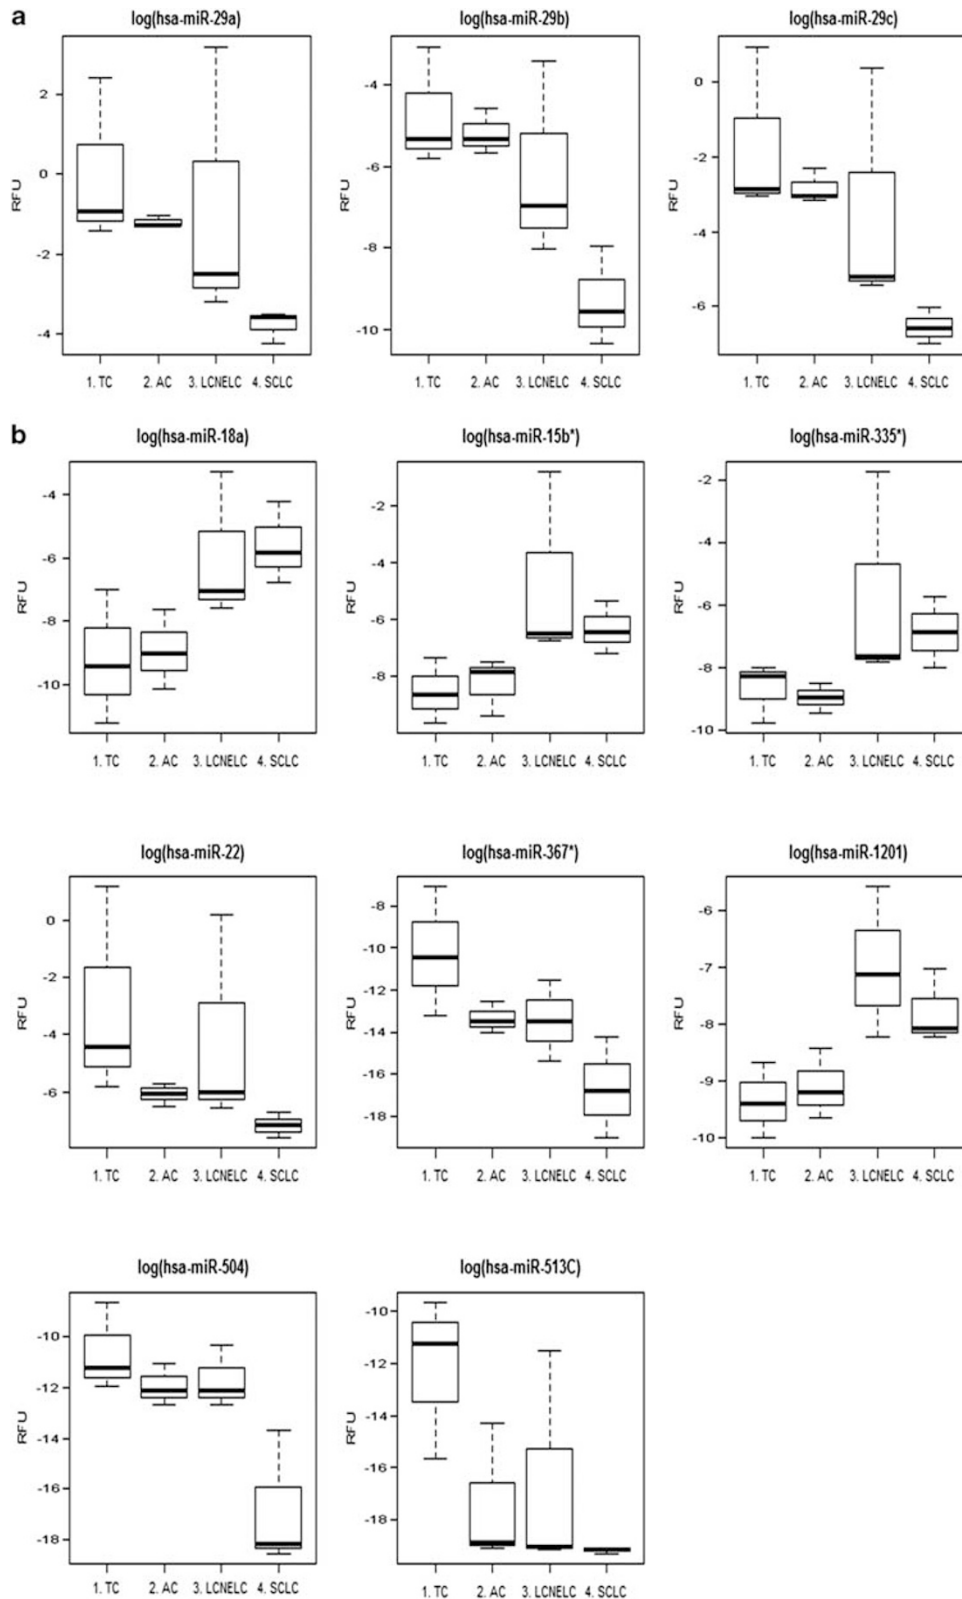 a
log(hsa-miR-29a) log(hsa-miR-29b) log(hsa-miR-29c)
RFU
2
0
-2
-4
1. TC 2. AC 3. LCNELC 4. SCLC
RFU
-4
-6
-8
-10
1. TC 2. AC 3. LCNELC 4. SCLC
RFU
0
-2
-4
-6
1. TC 2. AC 3. LCNELC 4. SCLC
b
log(hsa-miR-18a) log(hsa-miR-15b*) log(hsa-miR-335*)
RFU
-4
-6
-8
-10
1. TC 2. AC 3. LCNELC 4. SCLC
RFU
-2
-4
-6
-8
1. TC 2. AC 3. LCNELC 4. SCLC
RFU
-2
-4
-6
-8
-10
1. TC 2. AC 3. LCNELC 4. SCLC
log(hsa-miR-22) log(hsa-miR-367*) log(hsa-miR-1201)
RFU
0
-2
-4
-6
1. TC 2. AC 3. LCNELC 4. SCLC
RFU
-8
-10
-12
-14
-16
-18
1. TC 2. AC 3. LCNELC 4. SCLC
RFU
-6
-7
-8
-9
-10
1. TC 2. AC 3. LCNELC 4. SCLC
log(hsa-miR-504) log(hsa-miR-513C)
RFU
-10
-12
-14
-16
-18
1. TC 2. AC 3. LCNELC 4. SCLC
RFU
-10
-12
-14
-16
-18
1. TC 2. AC 3. LCNELC 4. SCLC